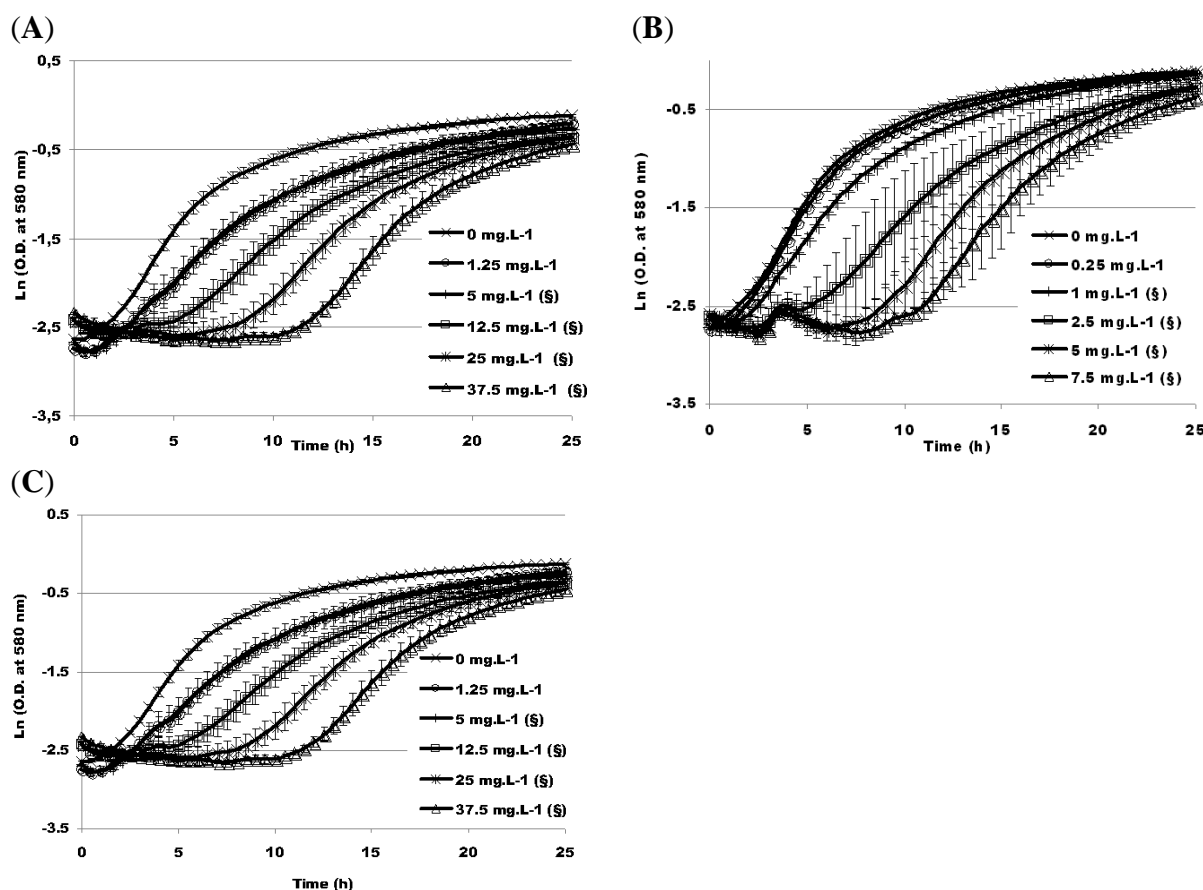 (A)
0,5
-0,5
-1,5
-2,5
-3,5
Ln (O.D. at 580 nm)
0 mg.L-1
1.25 mg.L-1
5 mg.L-1 (§)
12.5 mg.L-1 (§)
25 mg.L-1 (§)
37.5 mg.L-1 (§)
0 5 10 15 20 25
Time (h)
(B)
-0.5
-1.5
-2.5
-3.5
Ln (O.D. at 580 nm)
0 mg.L-1
0.25 mg.L-1
1 mg.L-1 (§)
2.5 mg.L-1 (§)
5 mg.L-1 (§)
7.5 mg.L-1 (§)
0 5 10 15 20 25
Time (h)
(C)
0.5
-0.5
-1.5
-2.5
-3.5
Ln (O.D. at 580 nm)
0 mg.L-1
1.25 mg.L-1
5 mg.L-1 (§)
12.5 mg.L-1 (§)
25 mg.L-1 (§)
37.5 mg.L-1 (§)
0 5 10 15 20 25
Time (h)